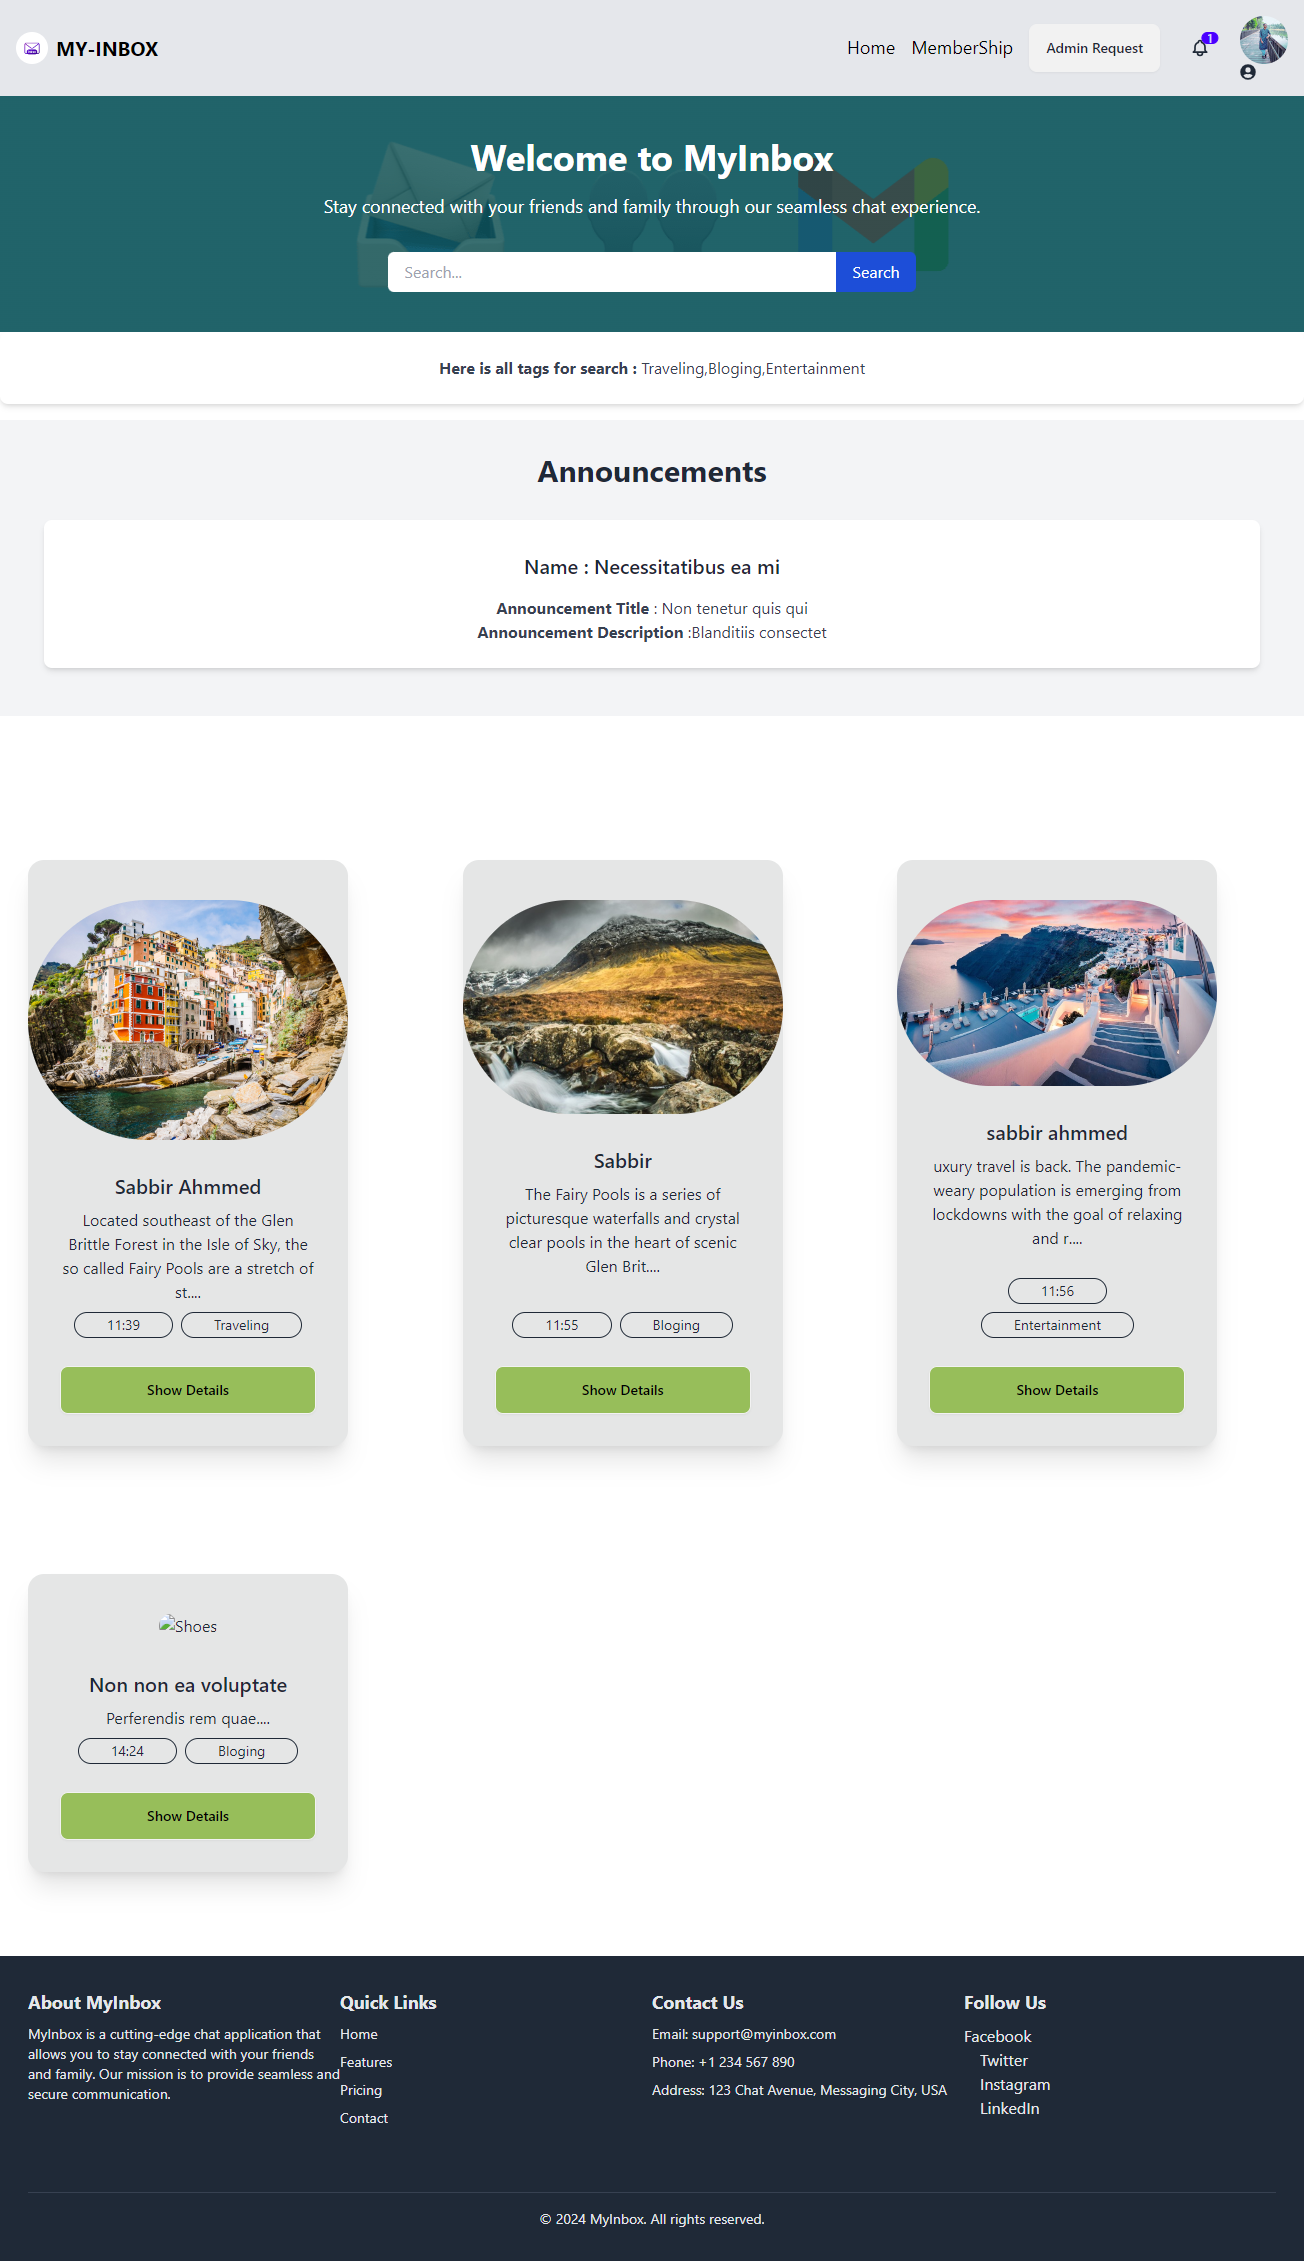 MY-INBOX
Home MemberShip Admin Request 1
Welcome to MyInbox
Stay connected with your friends and family through our seamless chat experience.
Search... Search
Here is all tags for search : Traveling,Bloging,Entertainment
Announcements
Name : Necessitatibus ea mi
Announcement Title : Non tenetur quis qui
Announcement Description :Blanditiis consectet
Sabbir Ahmmed
Located southeast of the Glen
Brittle Forest in the Isle of Sky, the
so called Fairy Pools are a stretch of
st....
11:39 Traveling
Show Details
Sabbir
The Fairy Pools is a series of
picturesque waterfalls and crystal
clear pools in the heart of scenic
Glen Brit....
11:55 Bloging
Show Details
sabbir ahmmed
uxury travel is back. The pandemic-
weary population is emerging from
lockdowns with the goal of relaxing
and r....
11:56
Entertainment
Show Details
Shoes
Non non ea voluptate
Perferendis rem quae....
14:24 Bloging
Show Details
About MyInbox
MyInbox is a cutting-edge chat application that
allows you to stay connected with your friends
and family. Our mission is to provide seamless and
secure communication.
Quick Links
Home
Features
Pricing
Contact
Contact Us
Email: support@myinbox.com
Phone: +1 234 567 890
Address: 123 Chat Avenue, Messaging City, USA
Follow Us
Facebook
Twitter
Instagram
LinkedIn
© 2024 MyInbox. All rights reserved.